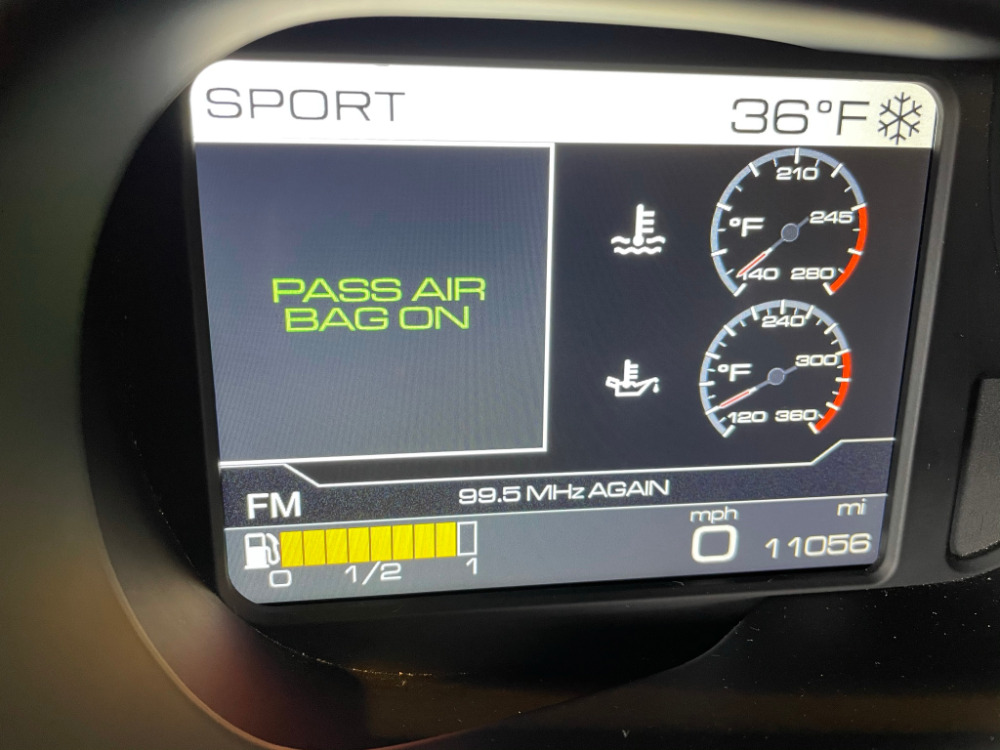 SPORT
36°F
PASS AIR
BAG ON
210
°F
245
140
280
240
°F
300
120
360
FM
99.5 MHz AGAIN
0
1/2
1
mph
0
mi
11056